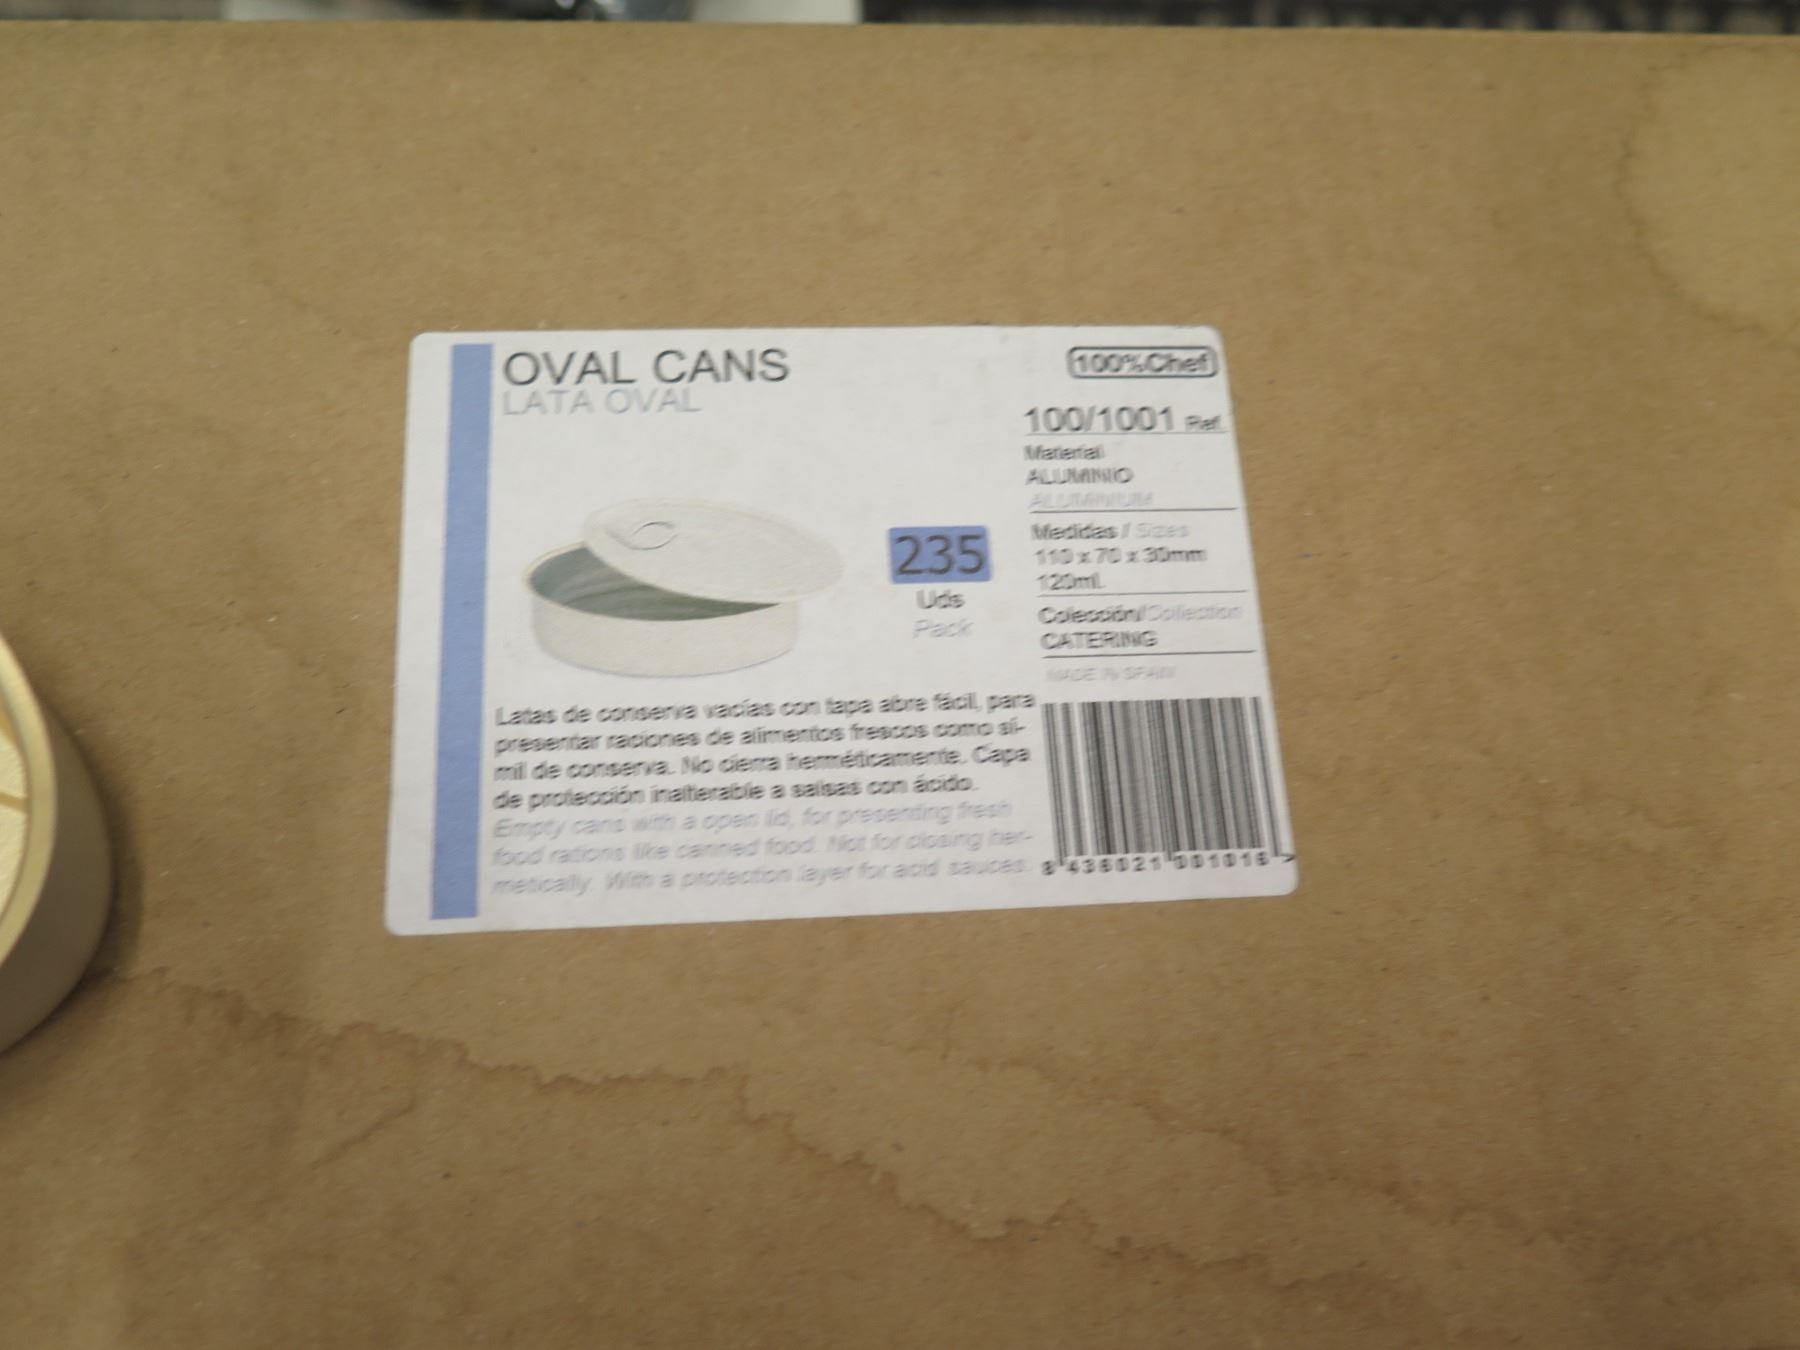 OVAL CANS
LATA OVAL
100%Chef
100/1001 Ref.
Material
ALUMINIO
ALUMINIUM
Medidas / Sizes
110 x 70 x 30mm
120ml.
235
Uds
Pack
Colección/Collection
CATERING
MADE IN SPAIN
Latas de conserva vacías con tapa abre fácil, para
presentar raciones de alimentos frescos como sí-
mil de conserva. No cierra herméticamente. Capa
de protección inalterable a salsas con ácido.
Empty cans with a open lid, for presenting fresh
food rations like canned food. Not for closing her-
metically. With a protection layer for acid sauces.
8 436021 001016 >